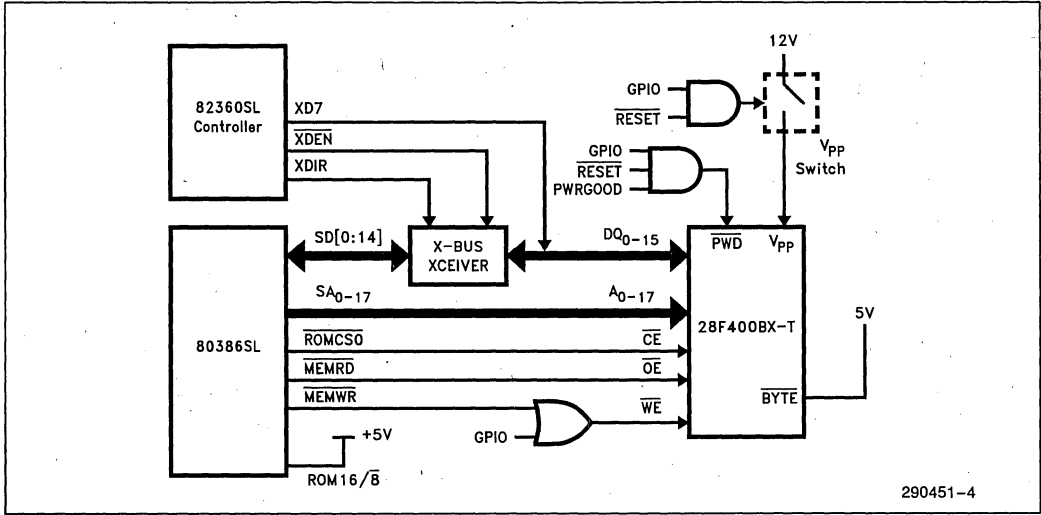 12V
82360SL
Controller
XD7
XDEN
XDIR
GPIO
RESET
VPP
Switch
GPIO
RESET
PWRGOOD
SD[0:14]
X-BUS
XCEIVER
DQ0-15
PWD
VPP
SA0-17
A0-17
80386SL
28F400BX-T
5V
ROMCS0
CE
MEMRD
OE
MEMWR
WE
BYTE
GPIO
+5V
ROM16/8
290451-4